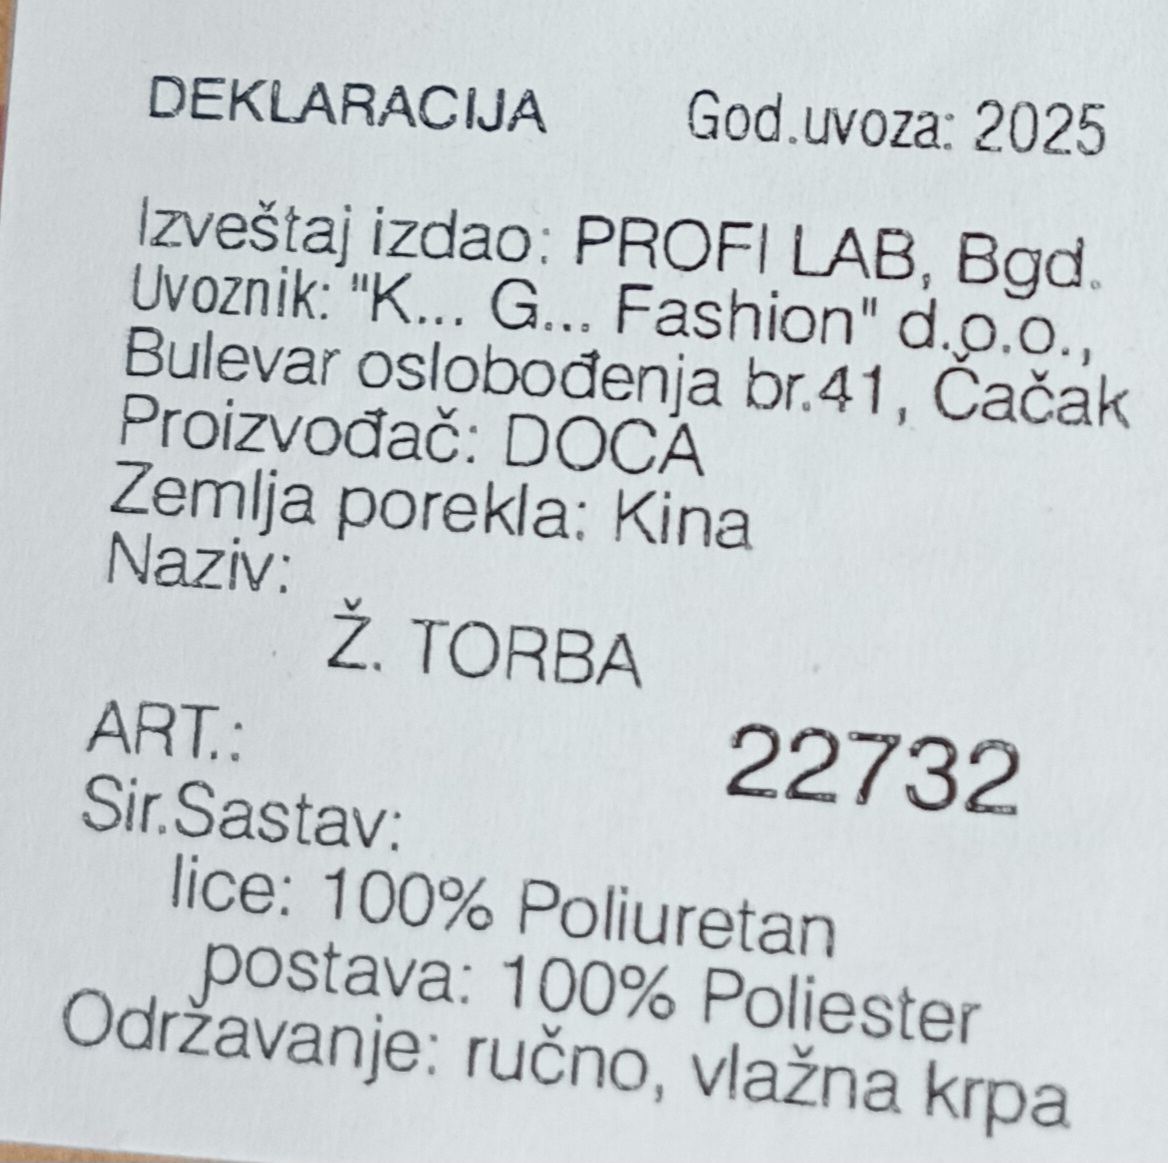 DEKLARACIJA God.uvoza: 2025
Izveštaj izdao: PROFI LAB, Bgd.
Uvoznik: "K... G... Fashion" d.o.o.,
Bulevar oslobođenja br.41, Čačak
Proizvođač: DOCA
Zemlja porekla: Kina
Naziv:
Ž. TORBA
ART.: 22732
Sir.Sastav:
lice: 100% Poliuretan
postava: 100% Poliester
Održavanje: ručno, vlažna krpa